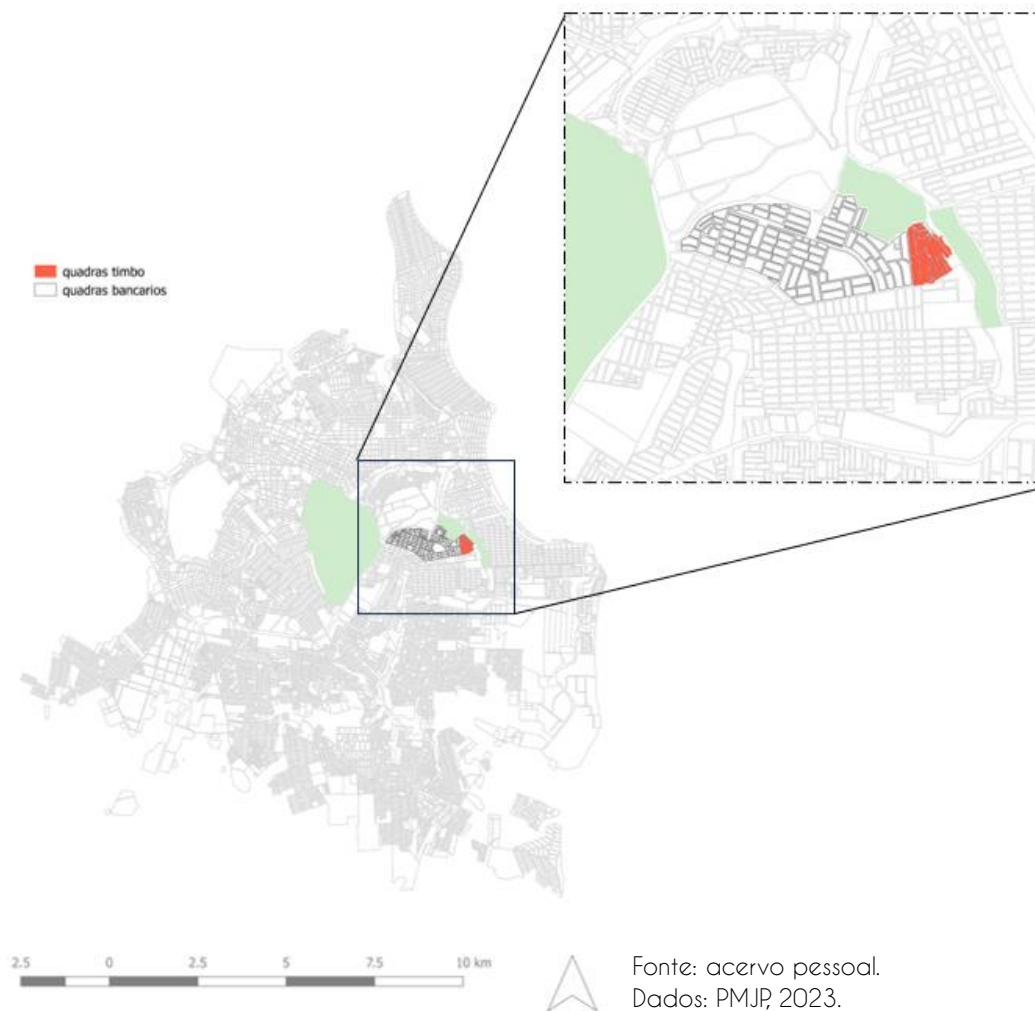 quadras timbo
quadras bancarios
2.5 0 2.5 5 7.5 10 km
Fonte: acervo pessoal.
Dados: PMJP, 2023.